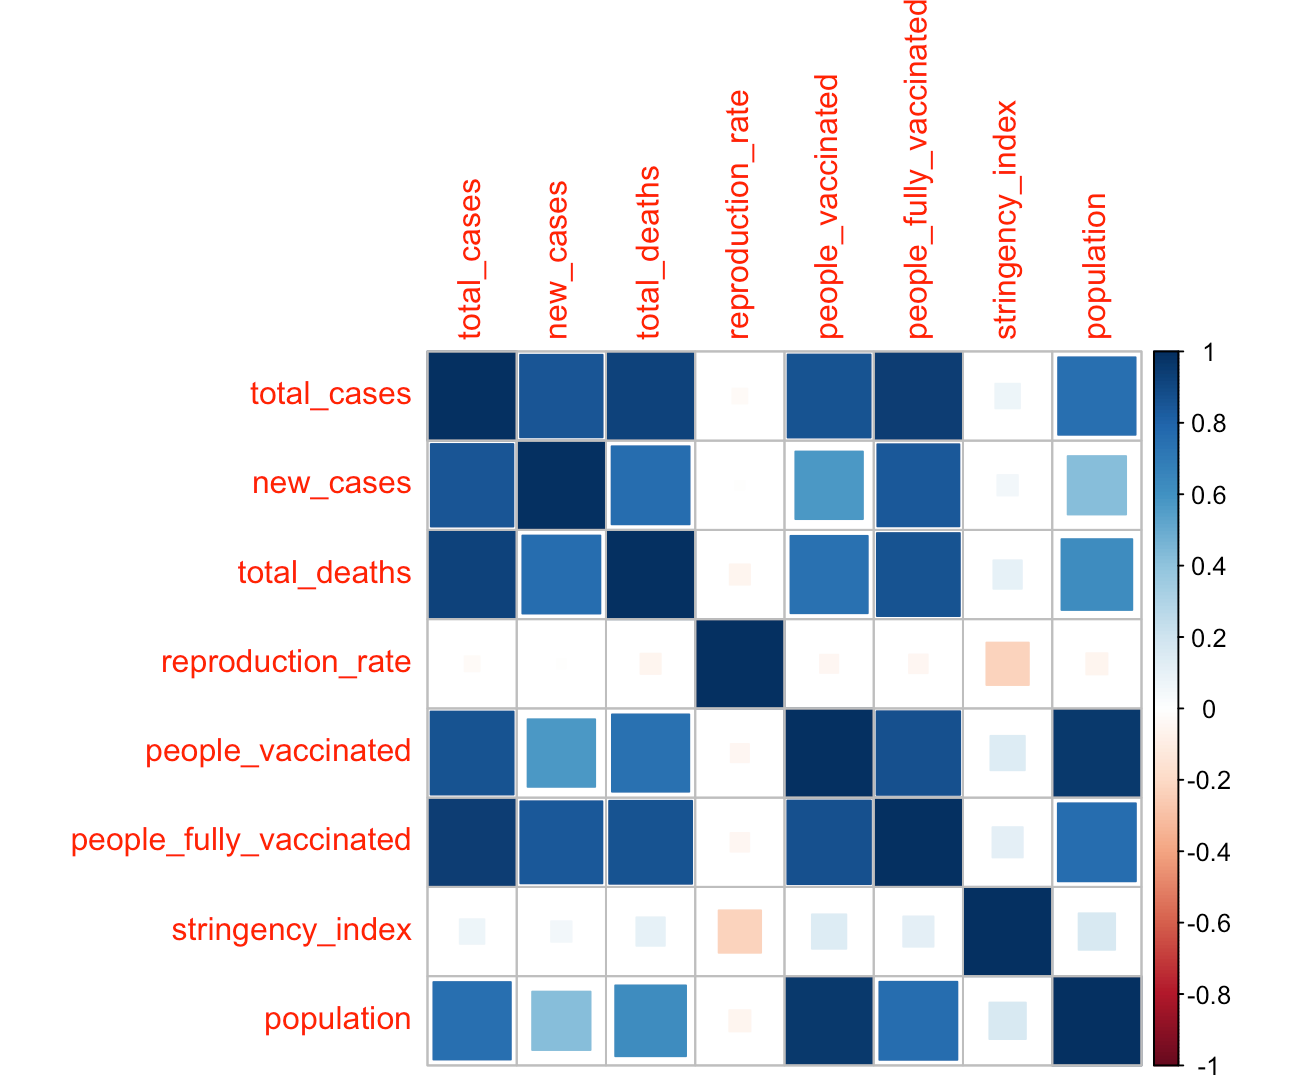 total_cases
new_cases
total_deaths
reproduction_rate
people_vaccinated
people_fully_vaccinated
stringency_index
population
total_cases
new_cases
total_deaths
reproduction_rate
people_vaccinated
people_fully_vaccinated
stringency_index
population
1
0.8
0.6
0.4
0.2
0
-0.2
-0.4
-0.6
-0.8
-1